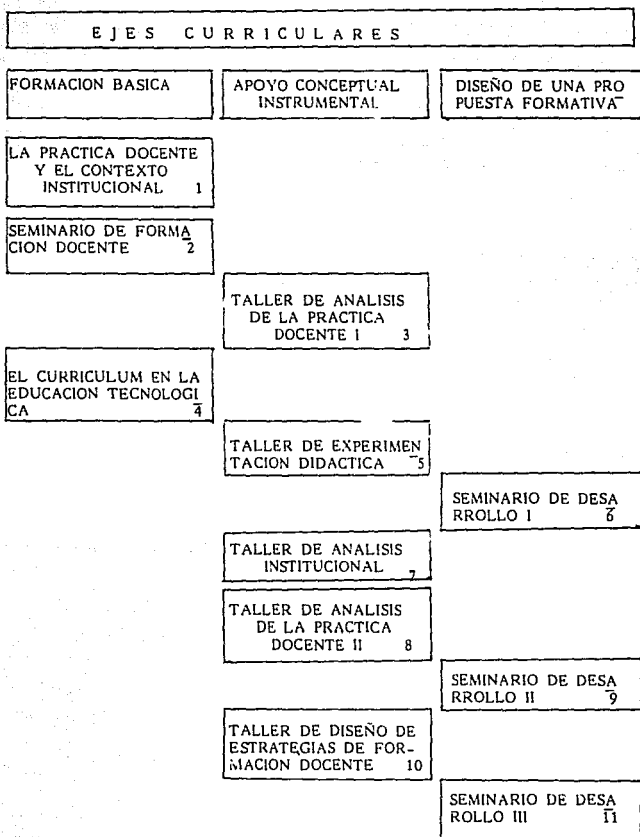 EJES CURRICULARES
FORMACION BASICA
APOYO CONCEPTUAL
INSTRUMENTAL
DISEÑO DE UNA PRO
PUESTA FORMATIVA
LA PRACTICA DOCENTE
Y EL CONTEXTO
INSTITUCIONAL 1
SEMINARIO DE FORMA
CION DOCENTE 2
TALLER DE ANALISIS
DE LA PRACTICA
DOCENTE I 3
EL CURRICULUM EN LA
EDUCACION TECNOLOGI
CA 4
TALLER DE EXPERIMEN
TACION DIDACTICA 5
SEMINARIO DE DESA
RROLLO I 6
TALLER DE ANALISIS
INSTITUCIONAL 7
TALLER DE ANALISIS
DE LA PRACTICA
DOCENTE II 8
SEMINARIO DE DESA
RROLLO II 9
TALLER DE DISEÑO DE
ESTRATEGIAS DE FOR-
MACION DOCENTE 10
SEMINARIO DE DESA
ROLLO III 11